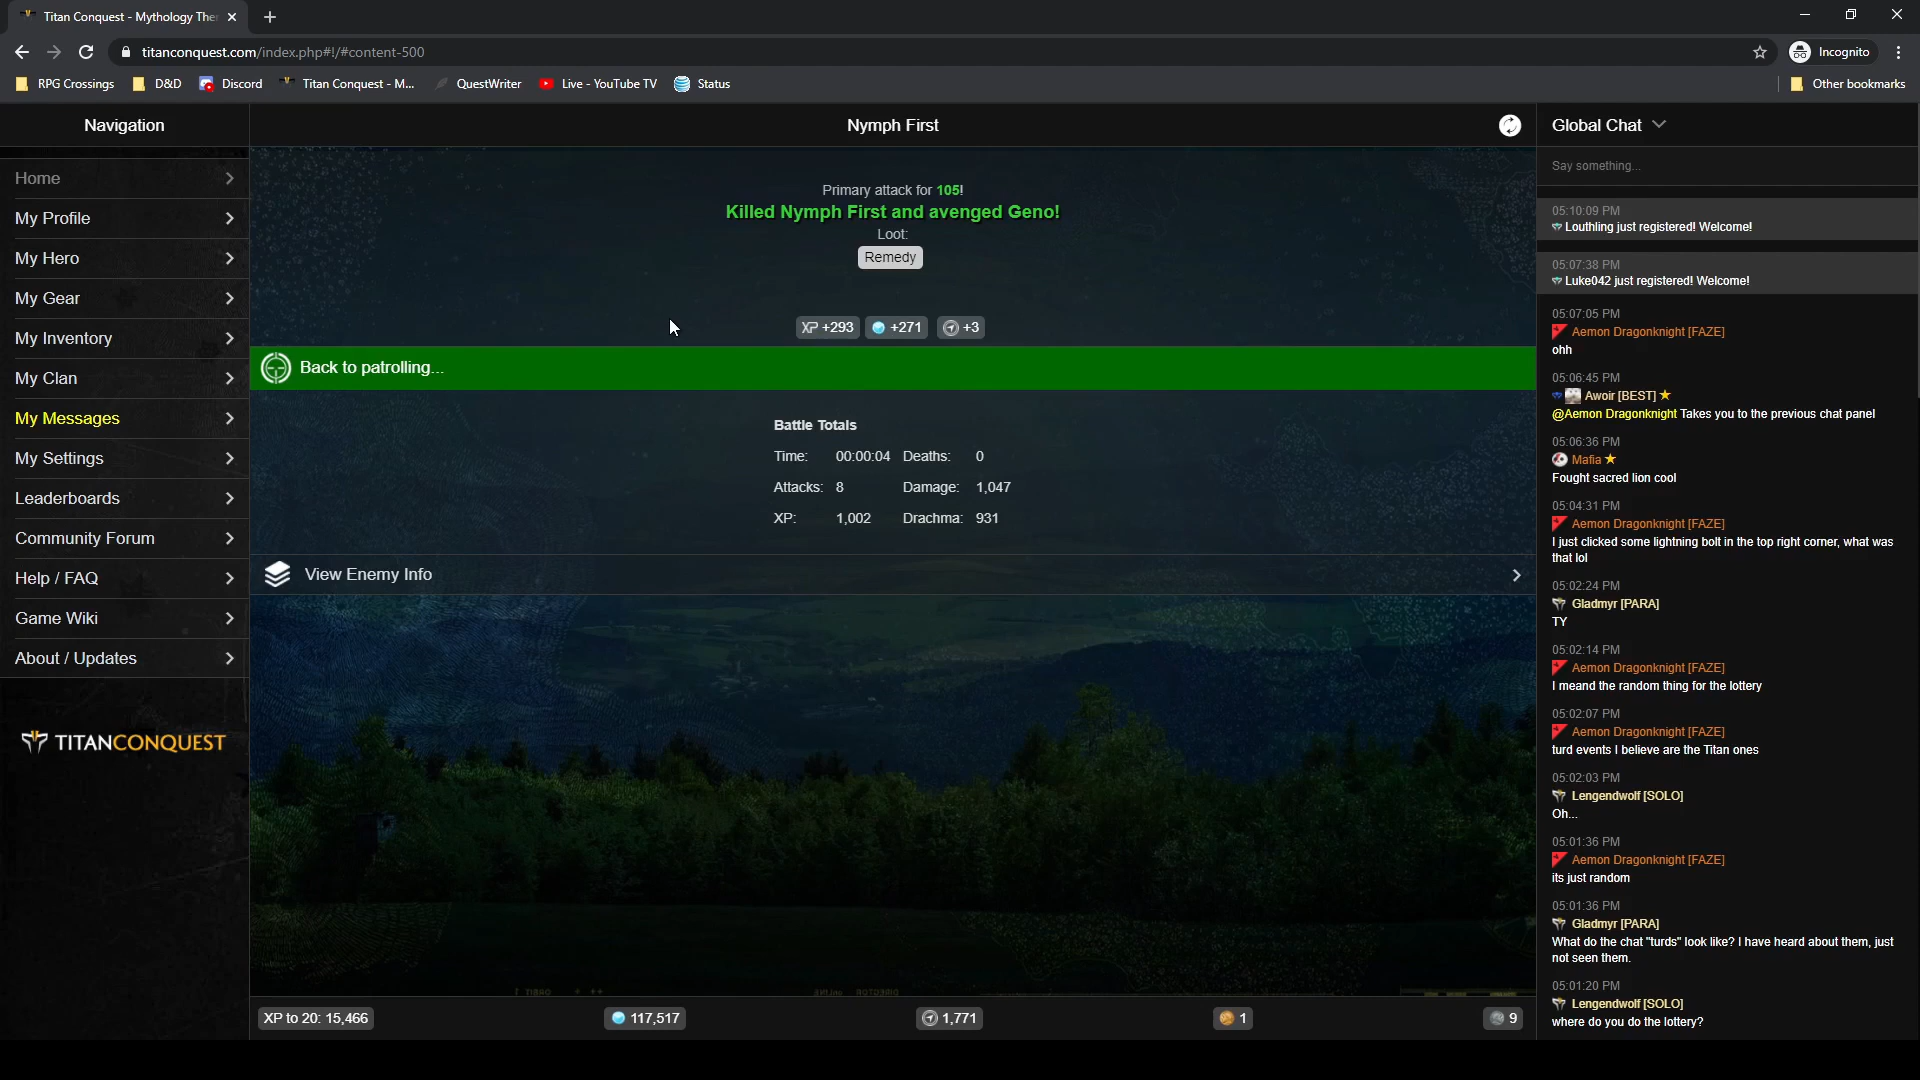 Titan Conquest - Mythology The
titanconquest.com/index.php#!/#content-500
Incognito
RPG Crossings
D&D
Discord
Titan Conquest - M...
QuestWriter
Live - YouTube TV
Status
Other bookmarks
Navigation
Home
My Profile
My Hero
My Gear
My Inventory
My Clan
My Messages
My Settings
Leaderboards
Community Forum
Help / FAQ
Game Wiki
About / Updates
TITANCONQUEST
Nymph First
Primary attack for 105!
Killed Nymph First and avenged Geno!
Loot:
Remedy
XP +293 +271 +3
Back to patrolling...
Battle Totals
Time: 00:00:04 Deaths: 0
Attacks: 8 Damage: 1,047
XP: 1,002 Drachma: 931
View Enemy Info
XP to 20: 15,466
117,517
1,771
1
9
Global Chat
Say something...
05:10:09 PM
Louthling just registered! Welcome!
05:07:38 PM
Luke042 just registered! Welcome!
05:07:05 PM
Aemon Dragonknight [FAZE]
ohh
05:06:45 PM
Awoir [BEST]
@Aemon Dragonknight Takes you to the previous chat panel
05:06:36 PM
Mafia
Fought sacred lion cool
05:04:31 PM
Aemon Dragonknight [FAZE]
I just clicked some lightning bolt in the top right corner, what was
that lol
05:02:24 PM
Gladmyr [PARA]
TY
05:02:14 PM
Aemon Dragonknight [FAZE]
I meand the random thing for the lottery
05:02:07 PM
Aemon Dragonknight [FAZE]
turd events I believe are the Titan ones
05:02:03 PM
Lengendwolf [SOLO]
Oh...
05:01:36 PM
Aemon Dragonknight [FAZE]
its just random
05:01:36 PM
Gladmyr [PARA]
What do the chat "turds" look like? I have heard about them, just
not seen them.
05:01:20 PM
Lengendwolf [SOLO]
where do you do the lottery?